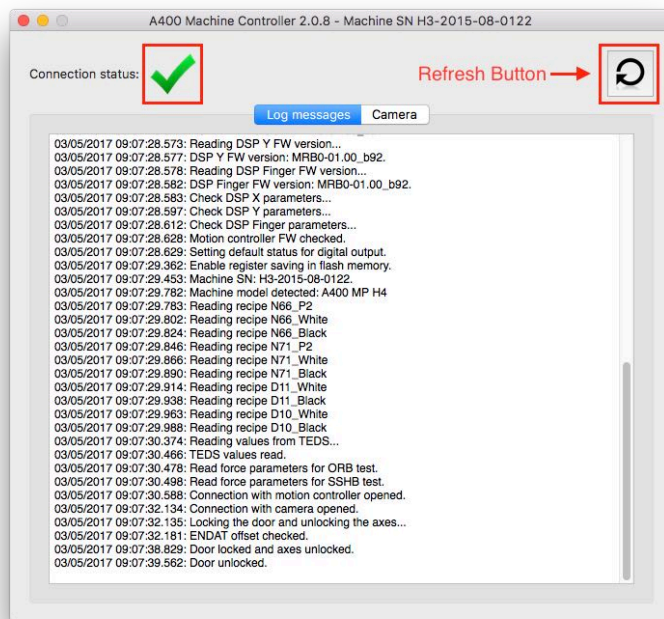 A400 Machine Controller 2.0.8 - Machine SN H3-2015-08-0122
Connection status:
Refresh Button
Log messages
Camera
03/05/2017 09:07:28.573: Reading DSP Y FW version...
03/05/2017 09:07:28.577: DSP Y FW version: MRB0-01.00_b92.
03/05/2017 09:07:28.578: Reading DSP Finger FW version...
03/05/2017 09:07:28.582: DSP Finger FW version: MRB0-01.00_b92.
03/05/2017 09:07:28.583: Check DSP X parameters...
03/05/2017 09:07:28.597: Check DSP Y parameters...
03/05/2017 09:07:28.612: Check DSP Finger parameters...
03/05/2017 09:07:28.628: Motion controller FW checked.
03/05/2017 09:07:28.629: Setting default status for digital output.
03/05/2017 09:07:29.362: Enable register saving in flash memory.
03/05/2017 09:07:29.453: Machine SN: H3-2015-08-0122.
03/05/2017 09:07:29.782: Machine model detected: A400 MP H4
03/05/2017 09:07:29.783: Reading recipe N66_P2
03/05/2017 09:07:29.802: Reading recipe N66_White
03/05/2017 09:07:29.824: Reading recipe N66_Black
03/05/2017 09:07:29.846: Reading recipe N71_P2
03/05/2017 09:07:29.866: Reading recipe N71_White
03/05/2017 09:07:29.890: Reading recipe N71_Black
03/05/2017 09:07:29.914: Reading recipe D11_White
03/05/2017 09:07:29.938: Reading recipe D11_Black
03/05/2017 09:07:29.963: Reading recipe D10_White
03/05/2017 09:07:29.988: Reading recipe D10_Black
03/05/2017 09:07:30.374: Reading values from TEDS...
03/05/2017 09:07:30.466: TEDS values read.
03/05/2017 09:07:30.478: Read force parameters for ORB test.
03/05/2017 09:07:30.498: Read force parameters for SSHB test.
03/05/2017 09:07:30.588: Connection with motion controller opened.
03/05/2017 09:07:32.134: Connection with camera opened.
03/05/2017 09:07:32.135: Locking the door and unlocking the axes...
03/05/2017 09:07:32.181: ENDAT offset checked.
03/05/2017 09:07:38.829: Door locked and axes unlocked.
03/05/2017 09:07:39.562: Door unlocked.